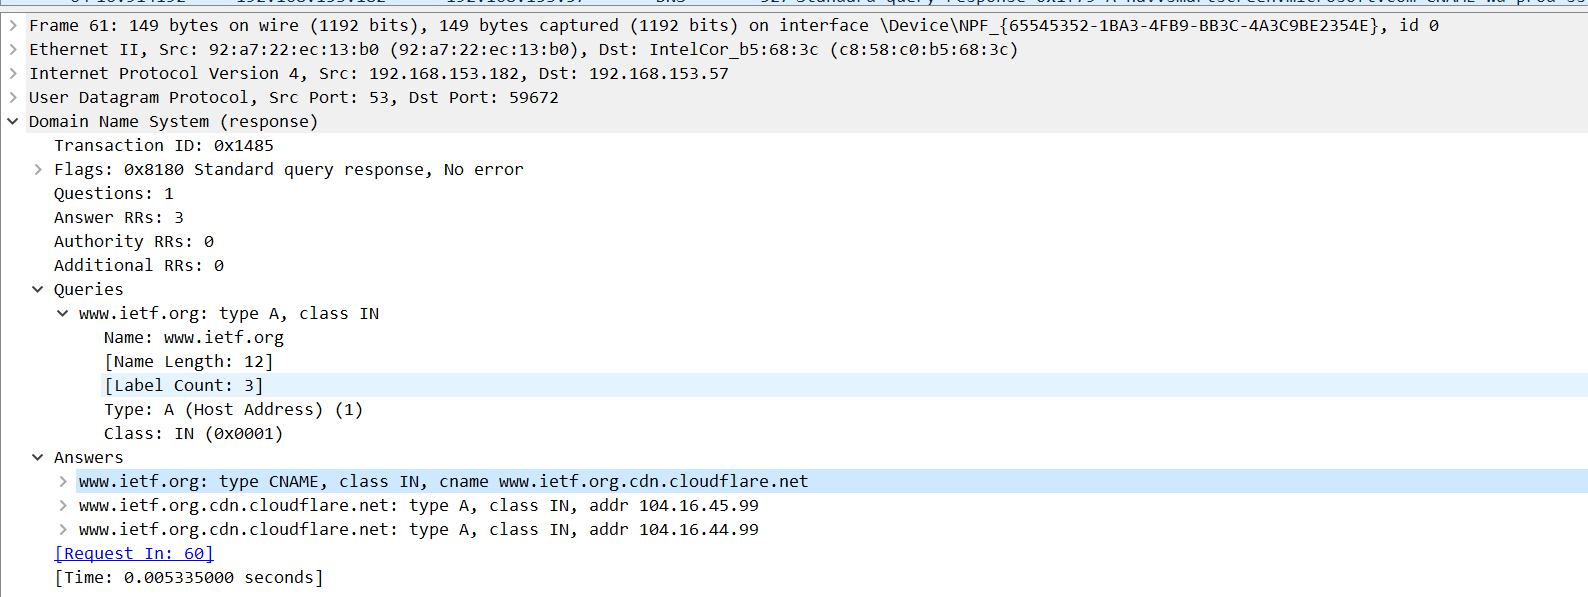 Frame 61: 149 bytes on wire (1192 bits), 149 bytes captured (1192 bits) on interface \Device\NPF_{65545352-1BA3-4FB9-BB3C-4A3C9BE2354E}, id 0
Ethernet II, Src: 92:a7:22:ec:13:b0 (92:a7:22:ec:13:b0), Dst: IntelCor_b5:68:3c (c8:58:c0:b5:68:3c)
Internet Protocol Version 4, Src: 192.168.153.182, Dst: 192.168.153.57
User Datagram Protocol, Src Port: 53, Dst Port: 59672
Domain Name System (response)
Transaction ID: 0x1485
Flags: 0x8180 Standard query response, No error
Questions: 1
Answer RRs: 3
Authority RRs: 0
Additional RRs: 0
Queries
www.ietf.org: type A, class IN
Name: www.ietf.org
[Name Length: 12]
[Label Count: 3]
Type: A (Host Address) (1)
Class: IN (0x0001)
Answers
www.ietf.org: type CNAME, class IN, cname www.ietf.org.cdn.cloudflare.net
www.ietf.org.cdn.cloudflare.net: type A, class IN, addr 104.16.45.99
www.ietf.org.cdn.cloudflare.net: type A, class IN, addr 104.16.44.99
[Request In: 60]
[Time: 0.005335000 seconds]